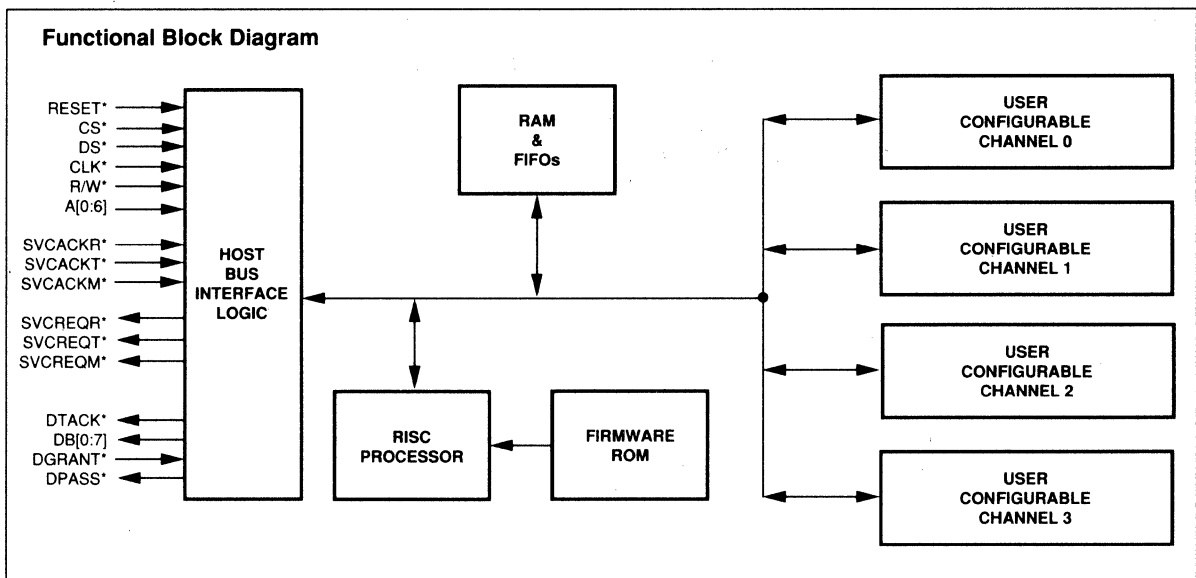 Functional Block Diagram
RESET*
CS*
DS*
CLK*
R/W*
A[0:6]
SVCACKR*
SVCACKT*
SVCACKM*
SVCREQR*
SVCREQT*
SVCREQM*
DTACK*
DB[0:7]
DGRANT*
DPASS*
HOST
BUS
INTERFACE
LOGIC
RAM
&
FIFOs
RISC
PROCESSOR
FIRMWARE
ROM
USER
CONFIGURABLE
CHANNEL 0
USER
CONFIGURABLE
CHANNEL 1
USER
CONFIGURABLE
CHANNEL 2
USER
CONFIGURABLE
CHANNEL 3